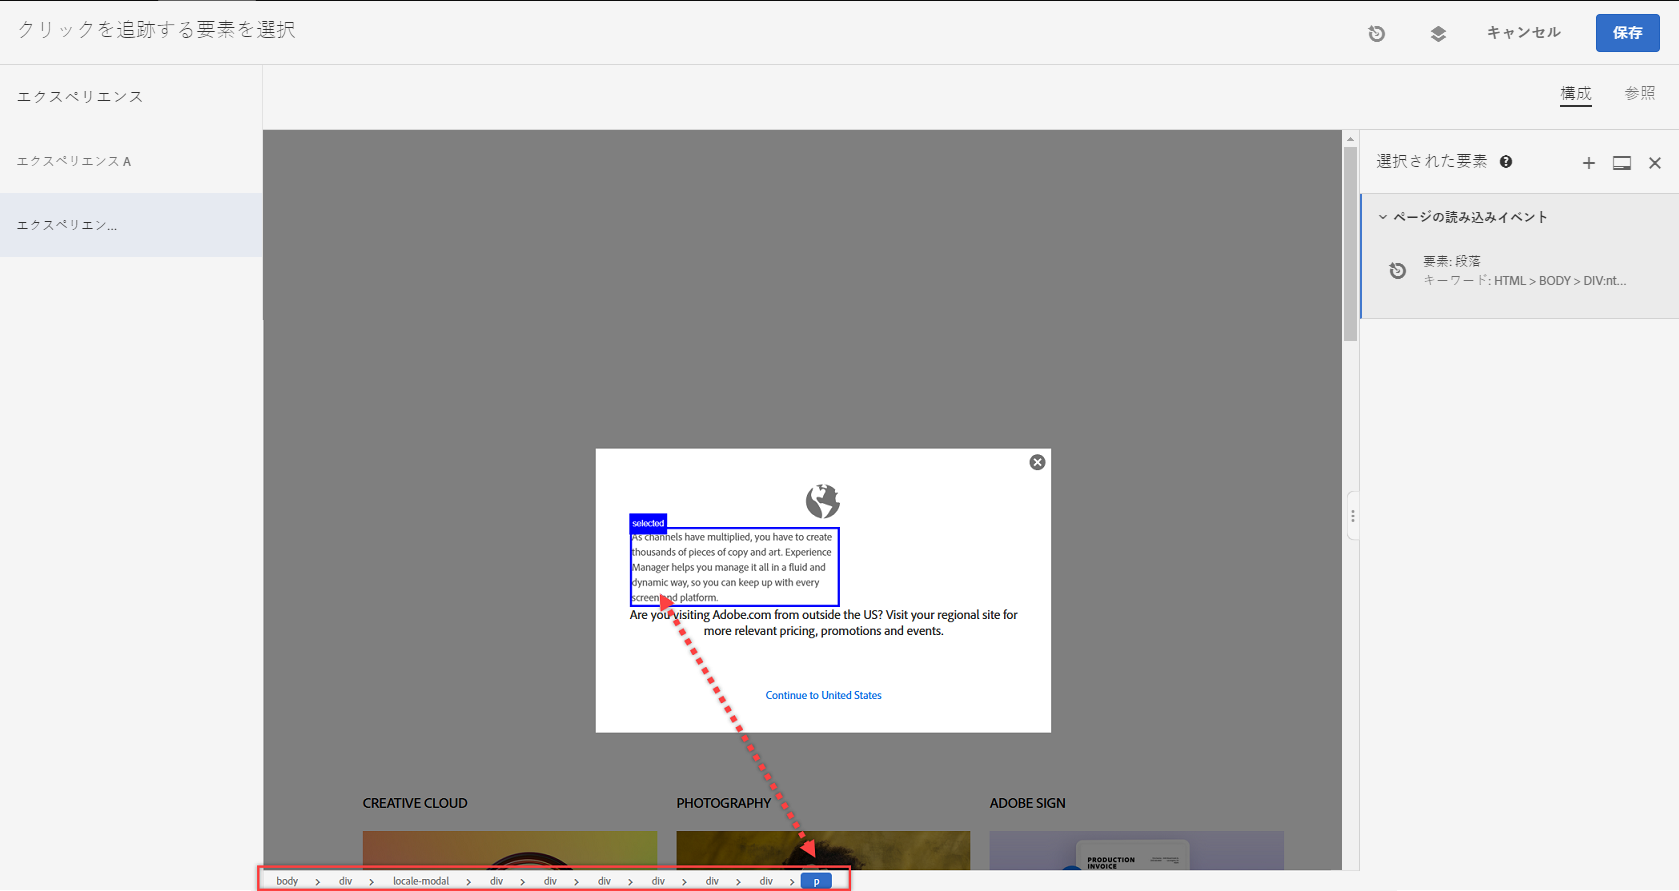 クリックを追跡する要素を選択
キャンセル
保存
エクスペリエンス
構成
参照
エクスペリエンス A
エクスペリエン...
選択された要素
ページの読み込みイベント
要素: 段落
キーワード: HTML > BODY > DIV:nt...
selected
As channels have multiplied, you have to create
thousands of pieces of copy and art. Experience
Manager helps you manage it all in a fluid and
dynamic way, so you can keep up with every
screen and platform.
Are you visiting Adobe.com from outside the US? Visit your regional site for
more relevant pricing, promotions and events.
Continue to United States
CREATIVE CLOUD
PHOTOGRAPHY
ADOBE SIGN
PRODUCTION
INVOICE
body > div > locale-modal > div > div > div > div > div > div > p